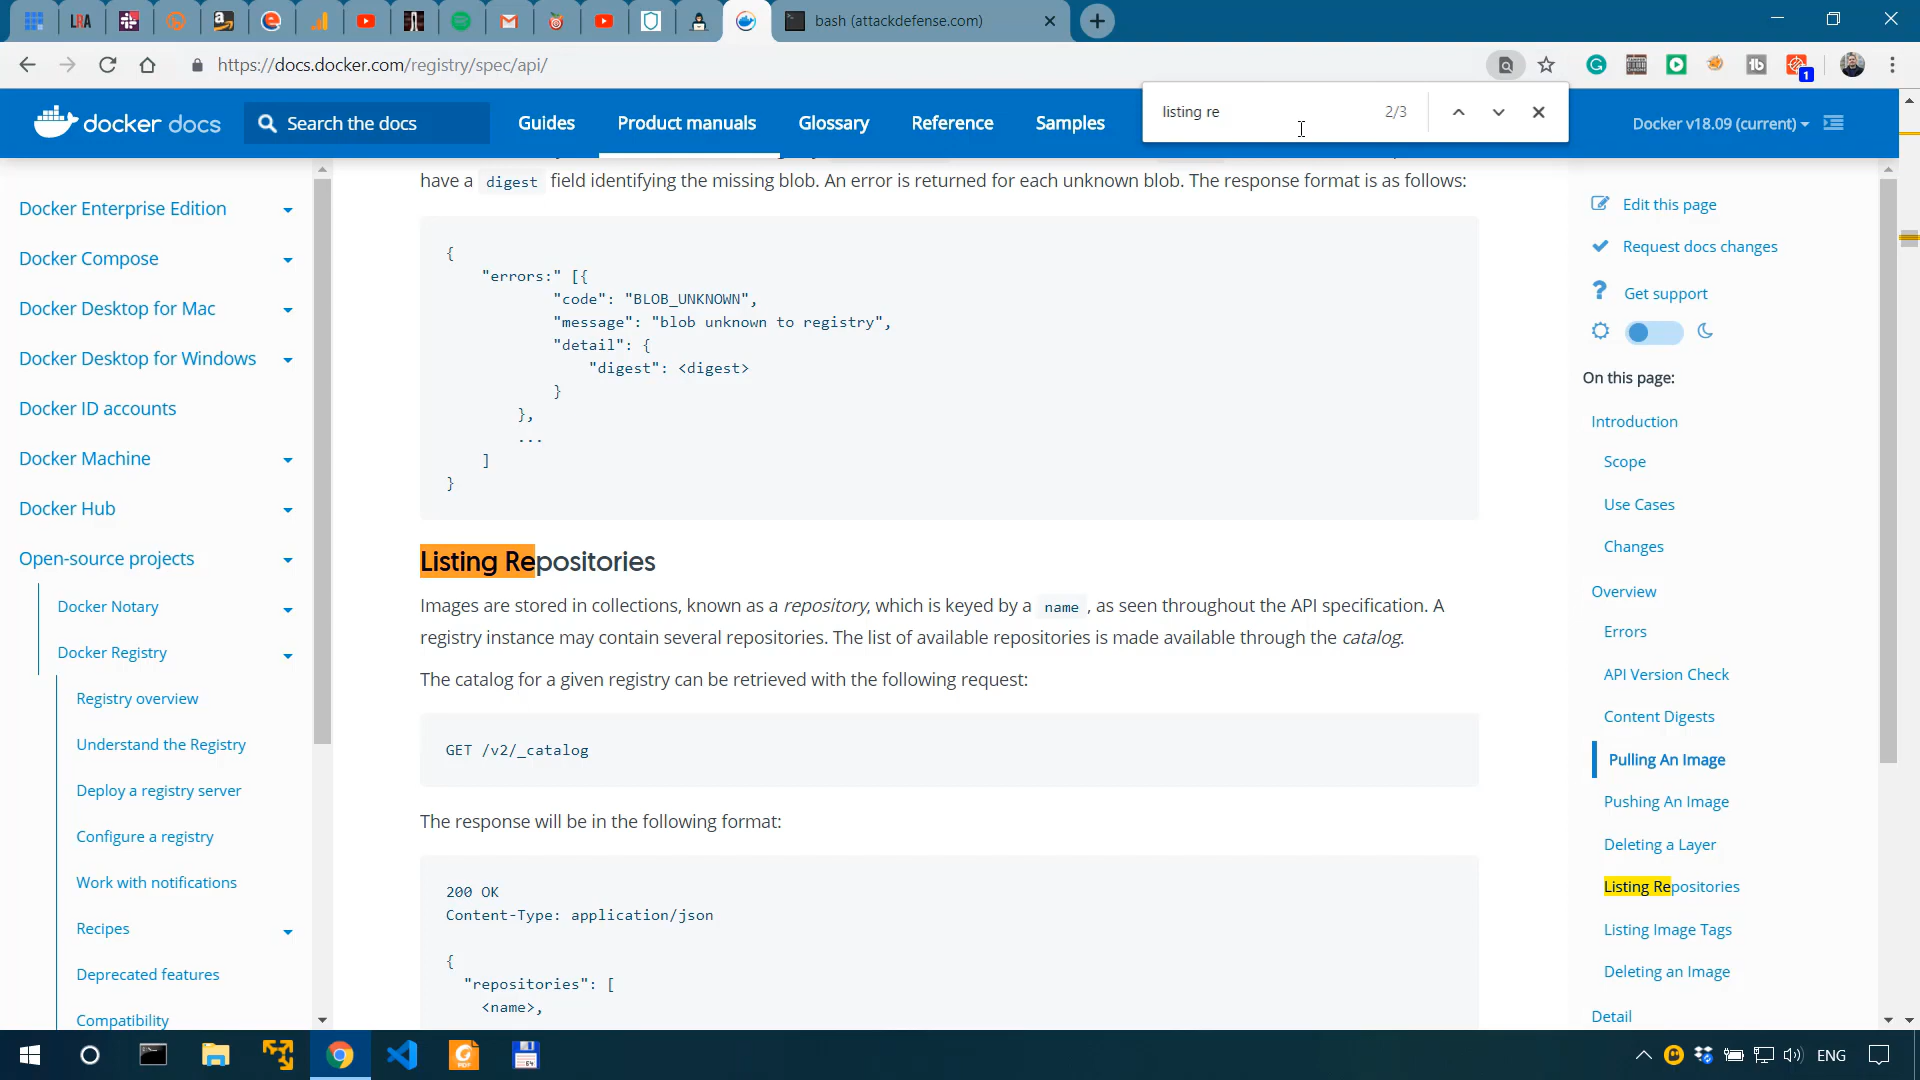 LRA
bash (attackdefense.com)
https://docs.docker.com/registry/spec/api/
1
listing re
2/3
docker docs
Search the docs
Guides
Product manuals
Glossary
Reference
Samples
Docker v18.09 (current)
Docker Enterprise Edition
Docker Compose
Docker Desktop for Mac
Docker Desktop for Windows
Docker ID accounts
Docker Machine
Docker Hub
Open-source projects
Docker Notary
Docker Registry
Registry overview
Understand the Registry
Deploy a registry server
Configure a registry
Work with notifications
Recipes
Deprecated features
Compatibility
have a digest field identifying the missing blob. An error is returned for each unknown blob. The response format is as follows:
{
"errors:" [{
"code": "BLOB_UNKNOWN",
"message": "blob unknown to registry",
"detail": {
"digest": <digest>
}
},
...
]
}
Listing Repositories
Images are stored in collections, known as a repository, which is keyed by a name , as seen throughout the API specification. A
registry instance may contain several repositories. The list of available repositories is made available through the catalog.
The catalog for a given registry can be retrieved with the following request:
GET /v2/_catalog
The response will be in the following format:
200 OK
Content-Type: application/json
{
"repositories": [
<name>,
Edit this page
Request docs changes
Get support
On this page:
Introduction
Scope
Use Cases
Changes
Overview
Errors
API Version Check
Content Digests
Pulling An Image
Pushing An Image
Deleting a Layer
Listing Repositories
Listing Image Tags
Deleting an Image
Detail
ENG